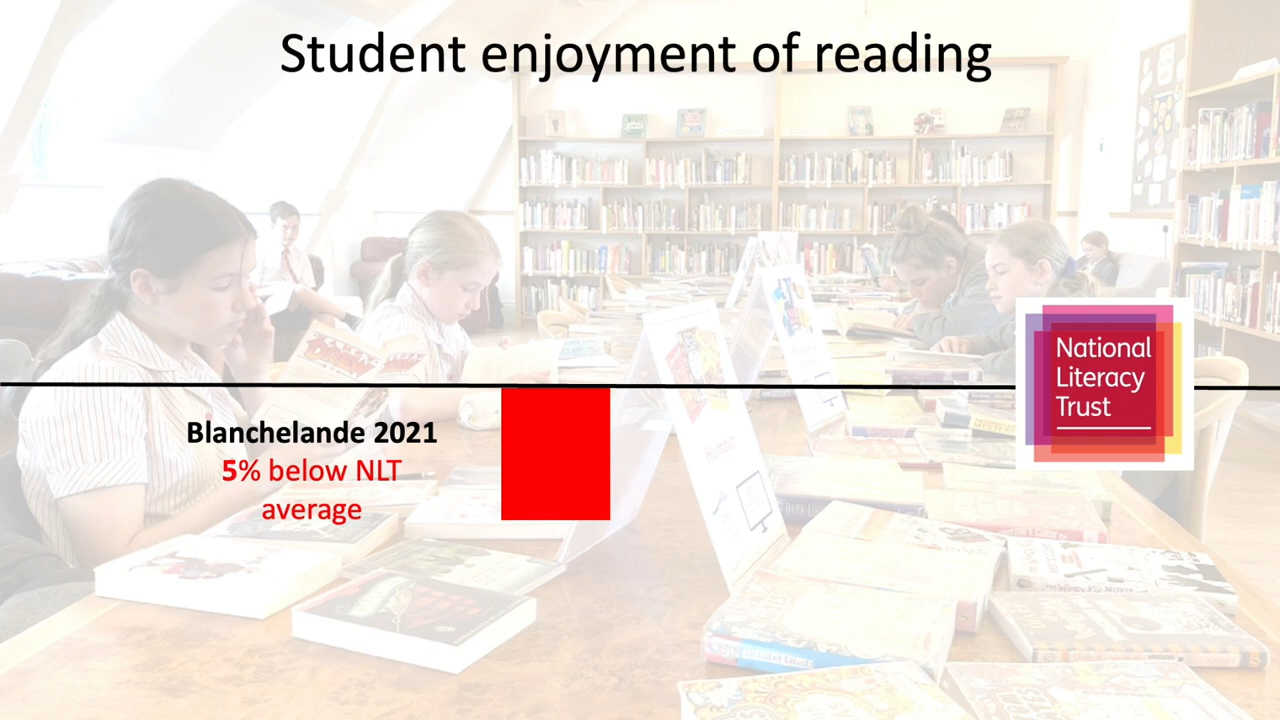 Student enjoyment of reading
National
Literacy
Trust
Blanchelande 2021
5% below NLT
average